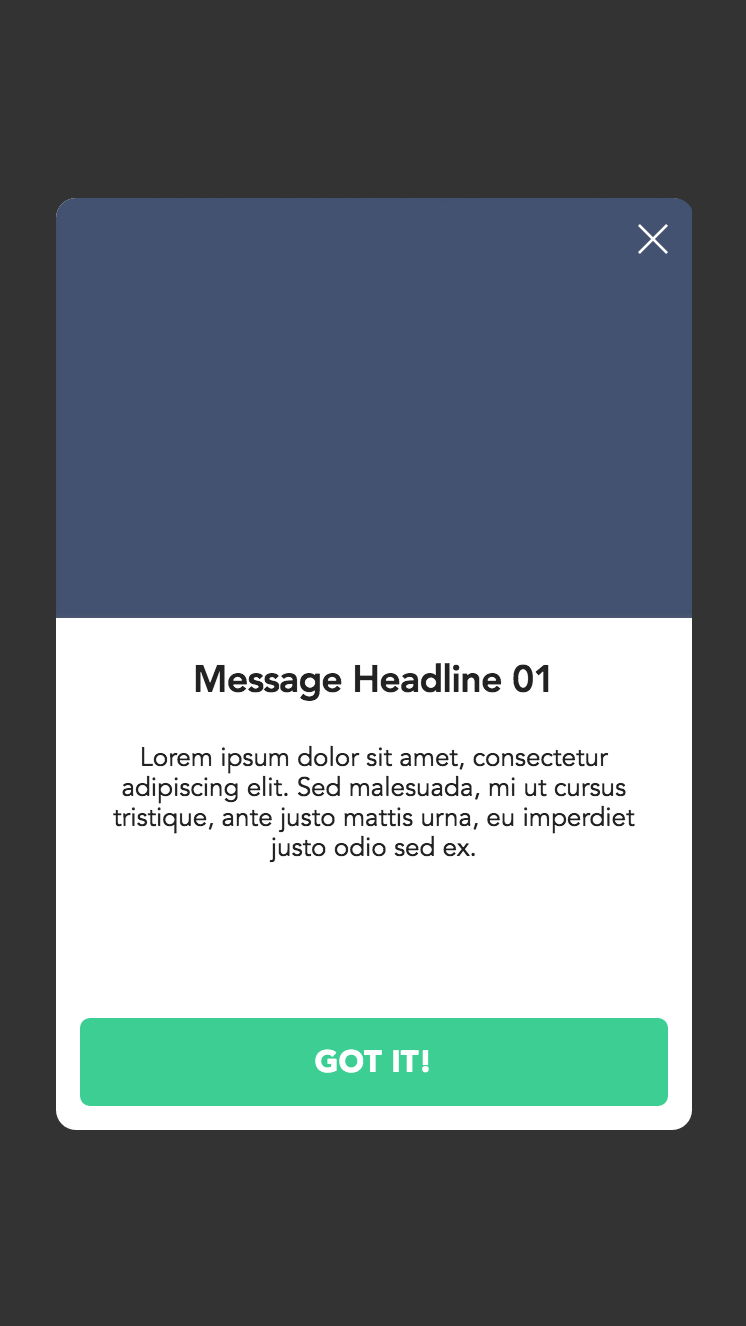 Message Headline 01
Lorem ipsum dolor sit amet, consectetur
adipiscing elit. Sed malesuada, mi ut cursus
tristique, ante justo mattis urna, eu imperdiet
justo odio sed ex.
GOT IT!